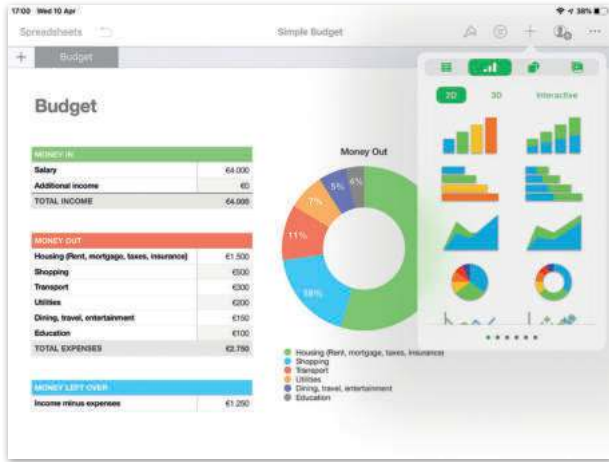 17:00 Wed 10 Apr
38%
Spreadsheets
Simple Budget
Budget
2D
3D
Interactive
Budget
MONEY IN
Salary €4.000
Additional income €0
TOTAL INCOME €4.000
MONEY OUT
Housing (Rent, mortgage, taxes, insurance) €1.500
Shopping €500
Transport €300
Utilities €200
Dining, travel, entertainment €150
Education €100
TOTAL EXPENSES €2.750
MONEY LEFT OVER
Income minus expenses €1.250
Money Out
4%
5%
7%
11%
18%
Housing (Rent, mortgage, taxes, insurance)
Shopping
Transport
Utilities
Dining, travel, entertainment
Education